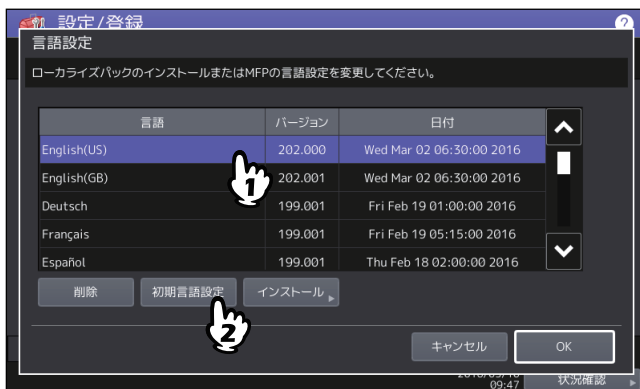 設定/登録
?
言語設定
ローカライズパックのインストールまたはMFPの言語設定を変更してください。
言語 バージョン 日付
English(US) 202.000 Wed Mar 02 06:30:00 2016
English(GB) 202.001 Wed Mar 02 06:30:00 2016
Deutsch 199.001 Fri Feb 19 01:00:00 2016
Français 199.001 Fri Feb 19 05:15:00 2016
Español 199.001 Thu Feb 18 02:00:00 2016
1
削除 初期言語設定 インストール
2
キャンセル OK
09:47 状況確認